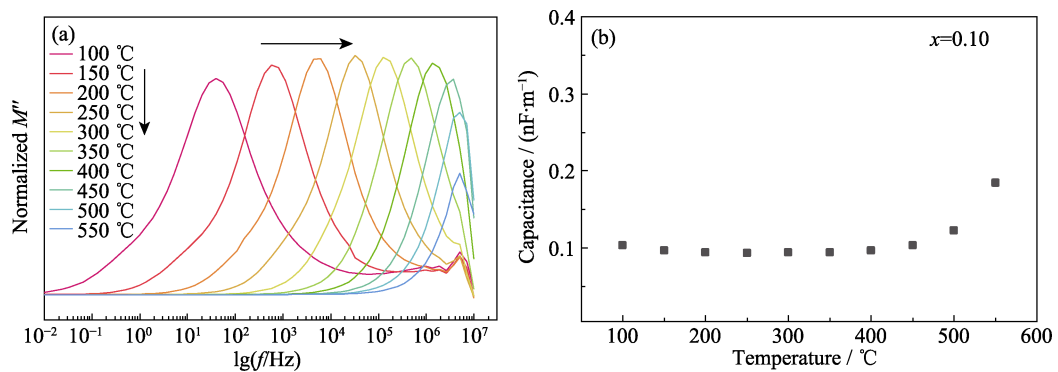 (a)
100 ℃
150 ℃
200 ℃
250 ℃
300 ℃
350 ℃
400 ℃
450 ℃
500 ℃
550 ℃
Normalized M″
10⁻² 10⁻¹ 10⁰ 10¹ 10² 10³ 10⁴ 10⁵ 10⁶ 10⁷
lg(f/Hz)
(b)
x=0.10
Capacitance / (nF·m⁻¹)
0.4
0.3
0.2
0.1
100 200 300 400 500 600
Temperature / ℃